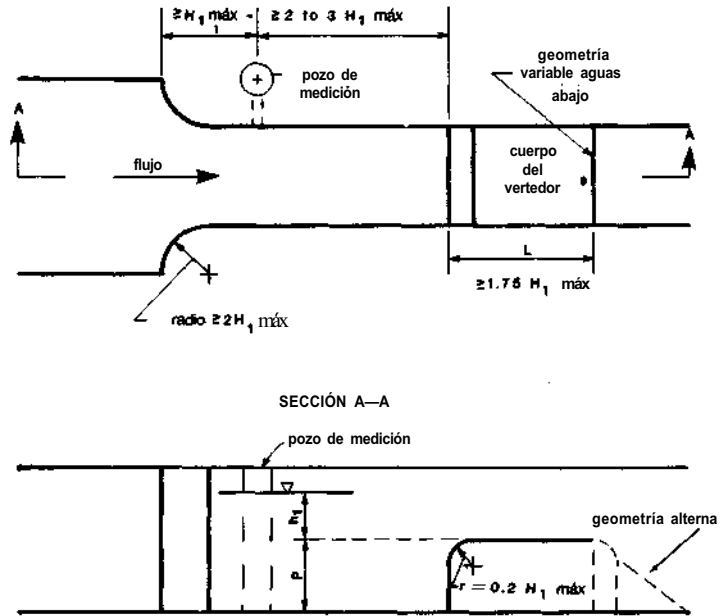 ≥H₁ máx - ≥2 to 3 H₁ máx
geometría
variable aguas
abajo
pozo de
medición
A
A
flujo
cuerpo
del
vertedor
L
≥1.75 H₁ máx
radio ≥2H₁ máx
SECCIÓN A—A
pozo de medición
h₁
geometría alterna
P
r = 0.2 H₁ máx